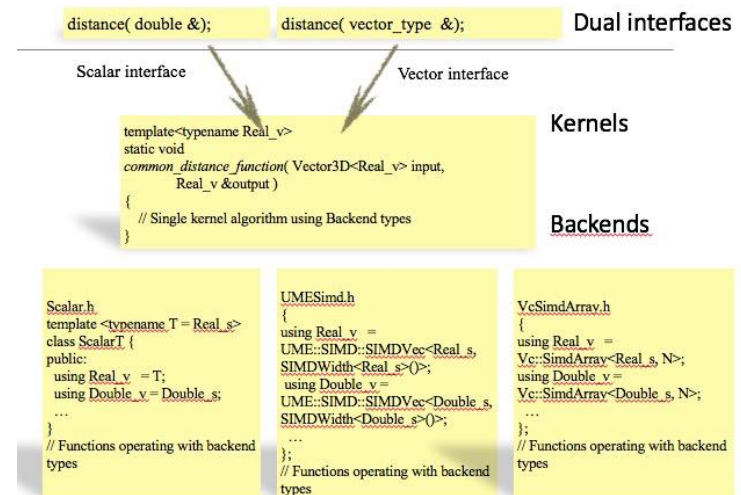 distance( double &);
distance( vector_type &);
Dual interfaces
Scalar interface
Vector interface
Kernels
template<typename Real_v>
static void
common_distance_function( Vector3D<Real_v> input,
Real_v &output )
{
// Single kernel algorithm using Backend types
}
Backends
Scalar.h
template <typename T = Real_s>
class ScalarT {
public:
using Real_v = T;
using Double_v = Double_s;
…
}
// Functions operating with backend
types
UMESimd.h
{
using Real_v =
UME::SIMD::SIMDVec<Real_s,
SIMDWidth<Real_s>()>;
using Double_v =
UME::SIMD::SIMDVec<Double_s,
SIMDWidth<Double_s>()>;
…
};
// Functions operating with backend
types
VcSimdArray.h
{
using Real_v =
Vc::SimdArray<Real_s, N>;
using Double_v =
Vc::SimdArray<Double_s, N>;
…
};
// Functions operating with backend
types